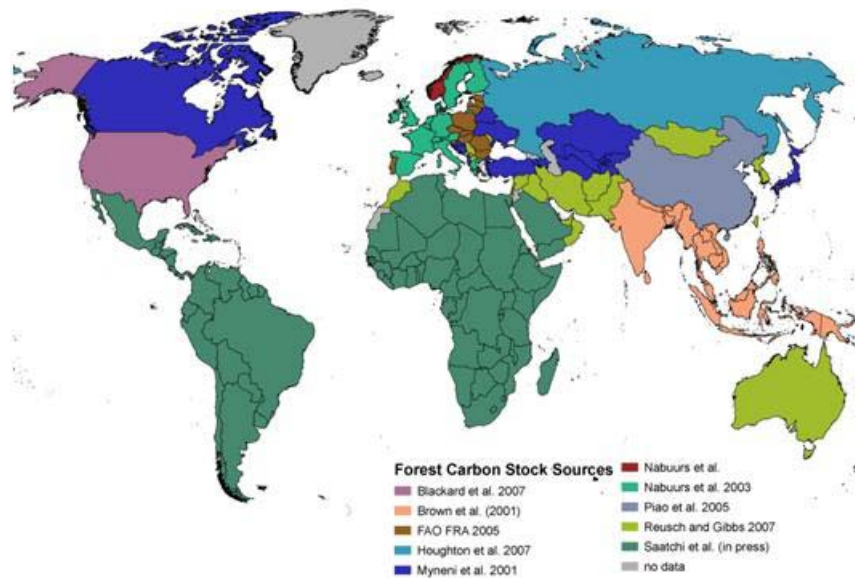 Forest Carbon Stock Sources
Blackard et al. 2007
Brown et al. (2001)
FAO FRA 2005
Houghton et al. 2007
Myneni et al. 2001
Nabuurs et al.
Nabuurs et al. 2003
Piao et al. 2005
Reusch and Gibbs 2007
Saatchi et al. (in press)
no data